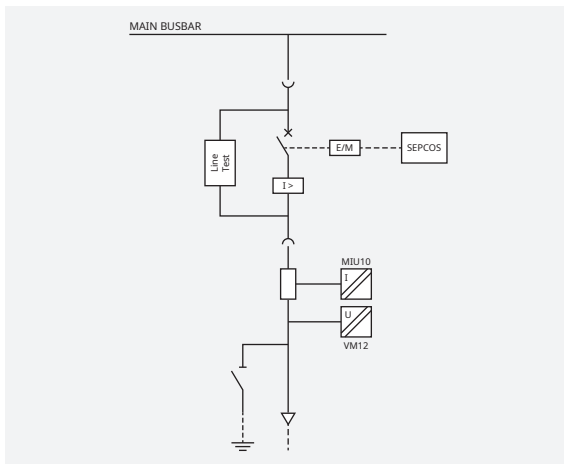 MAIN BUSBAR
Line
Test
E/M
SEPCOS
I >
MIU10
I
U
VM12